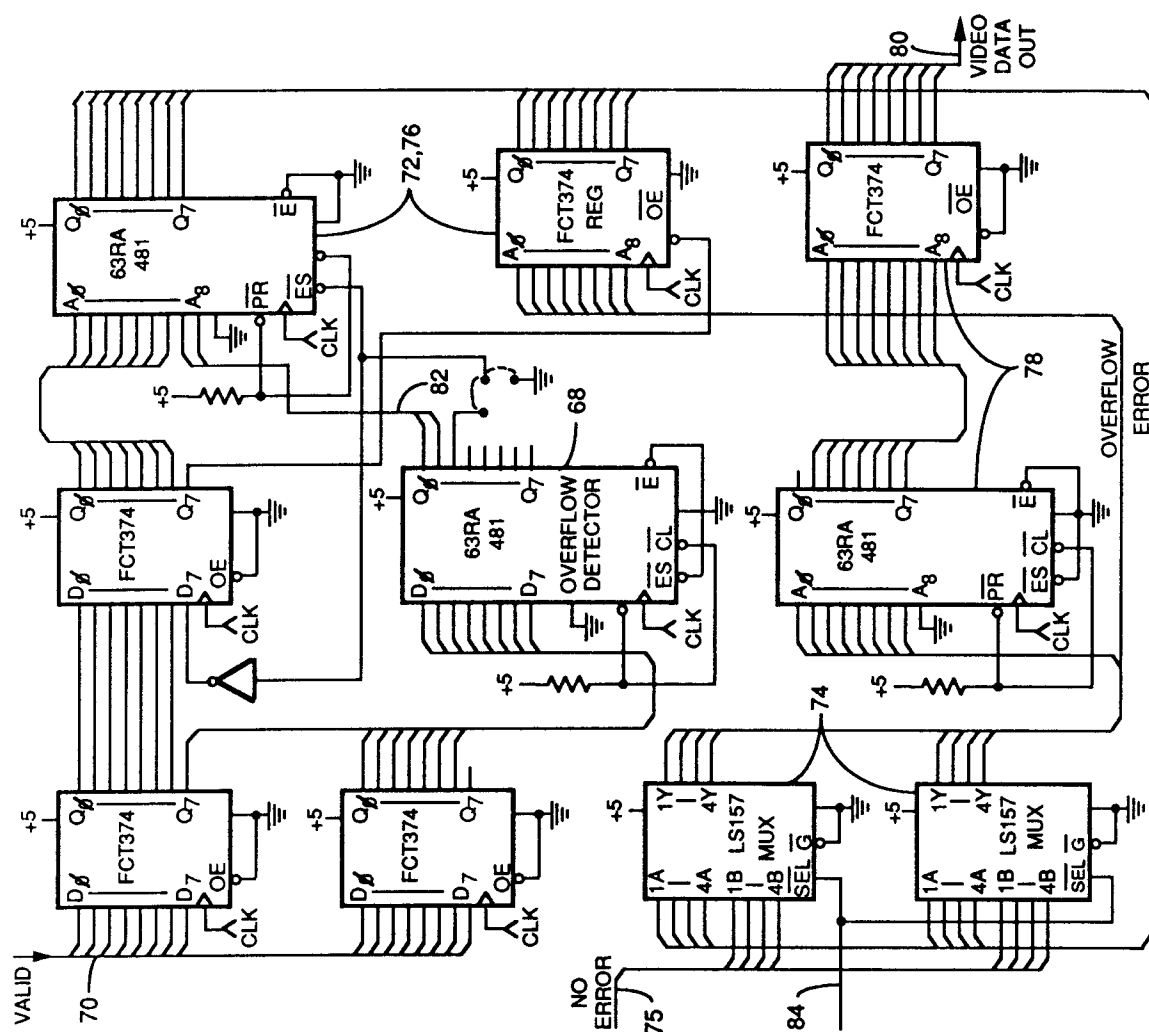 VALID
70
+5
D0
D7
OE
FCT374
Q0
Q7
CLK
+5
D0
D7
OE
FCT374
Q0
Q7
CLK
+5
A0
A8
PR
ES
63RA
481
Q0
Q7
E
CLK
+5
72,76
+5
FCT374
Q7
OE
CLK
+5
82
D0
D7
63RA
481
OVERFLOW
DETECTOR
ES CL
Q0
Q7
E
CLK
+5
+5
68
A0
A8
FCT374
REG
Q0
Q7
OE
CLK
+5
NO
ERROR
75
84
1A
4A
1B
4B
SEL G
LS157
MUX
1Y
4Y
+5
74
1A
4A
1B
4B
SEL G
LS157
MUX
1Y
4Y
+5
A0
A8
PR
ES CL
63RA
481
Q0
Q7
E
CLK
+5
+5
78
A0
A8
FCT374
Q0
Q7
OE
CLK
+5
80
VIDEO
DATA
OUT
OVERFLOW
ERROR